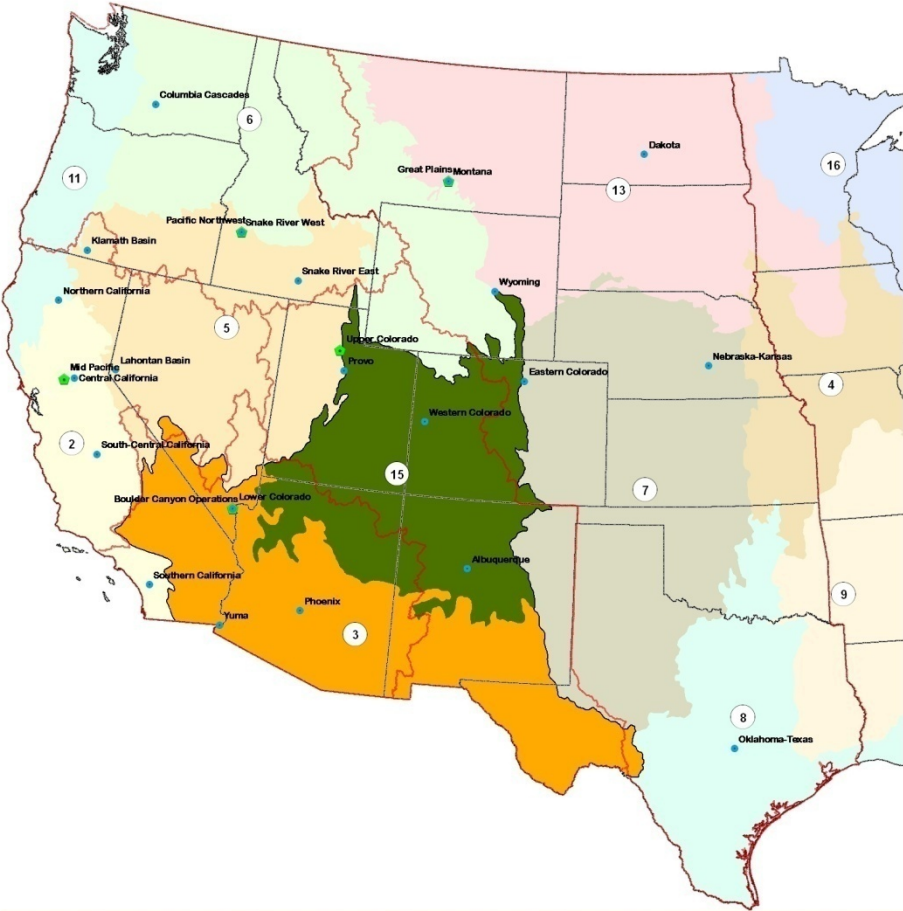 Columbia Cascades
6
Dakota
16
Great Plains Montana
11
13
Pacific Northwest Snake River West
Klamath Basin
Snake River East
Wyoming
Northern California
5
Upper Colorado
Lahontan Basin
Provo
Nebraska-Kansas
Mid Pacific
Central California
Eastern Colorado
4
Western Colorado
2
South-Central California
15
7
Boulder Canyon Operations Lower Colorado
Albuquerque
Southern California
9
Phoenix
Yuma
3
8
Oklahoma-Texas